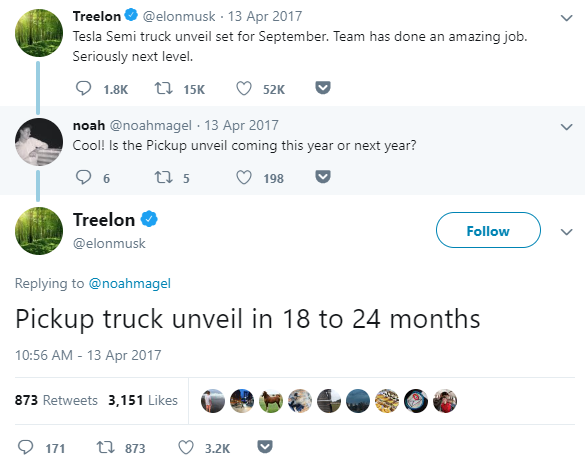 Treelon @elonmusk · 13 Apr 2017
Tesla Semi truck unveil set for September. Team has done an amazing job.
Seriously next level.
1.8K 15K 52K
noah @noahmagel · 13 Apr 2017
Cool! Is the Pickup unveil coming this year or next year?
6 5 198
Treelon
@elonmusk
Follow
Replying to @noahmagel
Pickup truck unveil in 18 to 24 months
10:56 AM - 13 Apr 2017
873 Retweets 3,151 Likes
171 873 3.2K